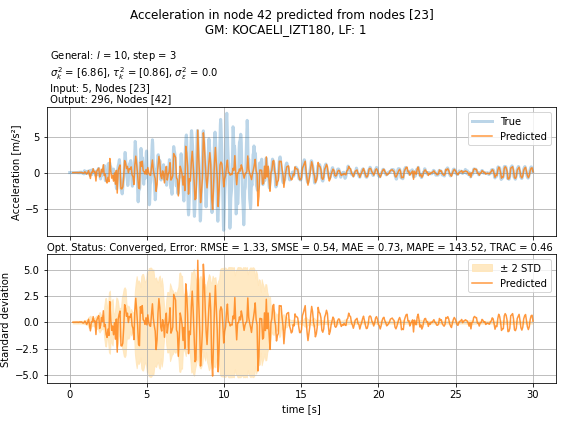 Acceleration in node 42 predicted from nodes [23]
GM: KOCAELI_IZT180, LF: 1
General: l = 10, step = 3
σ²ₖ = [6.86], τ²ₖ = [0.86], σ²_ε = 0.0
Input: 5, Nodes [23]
Output: 296, Nodes [42]
Acceleration [m/s²]
5
0
−5
True
Predicted
Opt. Status: Converged, Error: RMSE = 1.33, SMSE = 0.54, MAE = 0.73, MAPE = 143.52, TRAC = 0.46
Standard deviation
5.0
2.5
0.0
−2.5
−5.0
± 2 STD
Predicted
0 5 10 15 20 25 30
time [s]